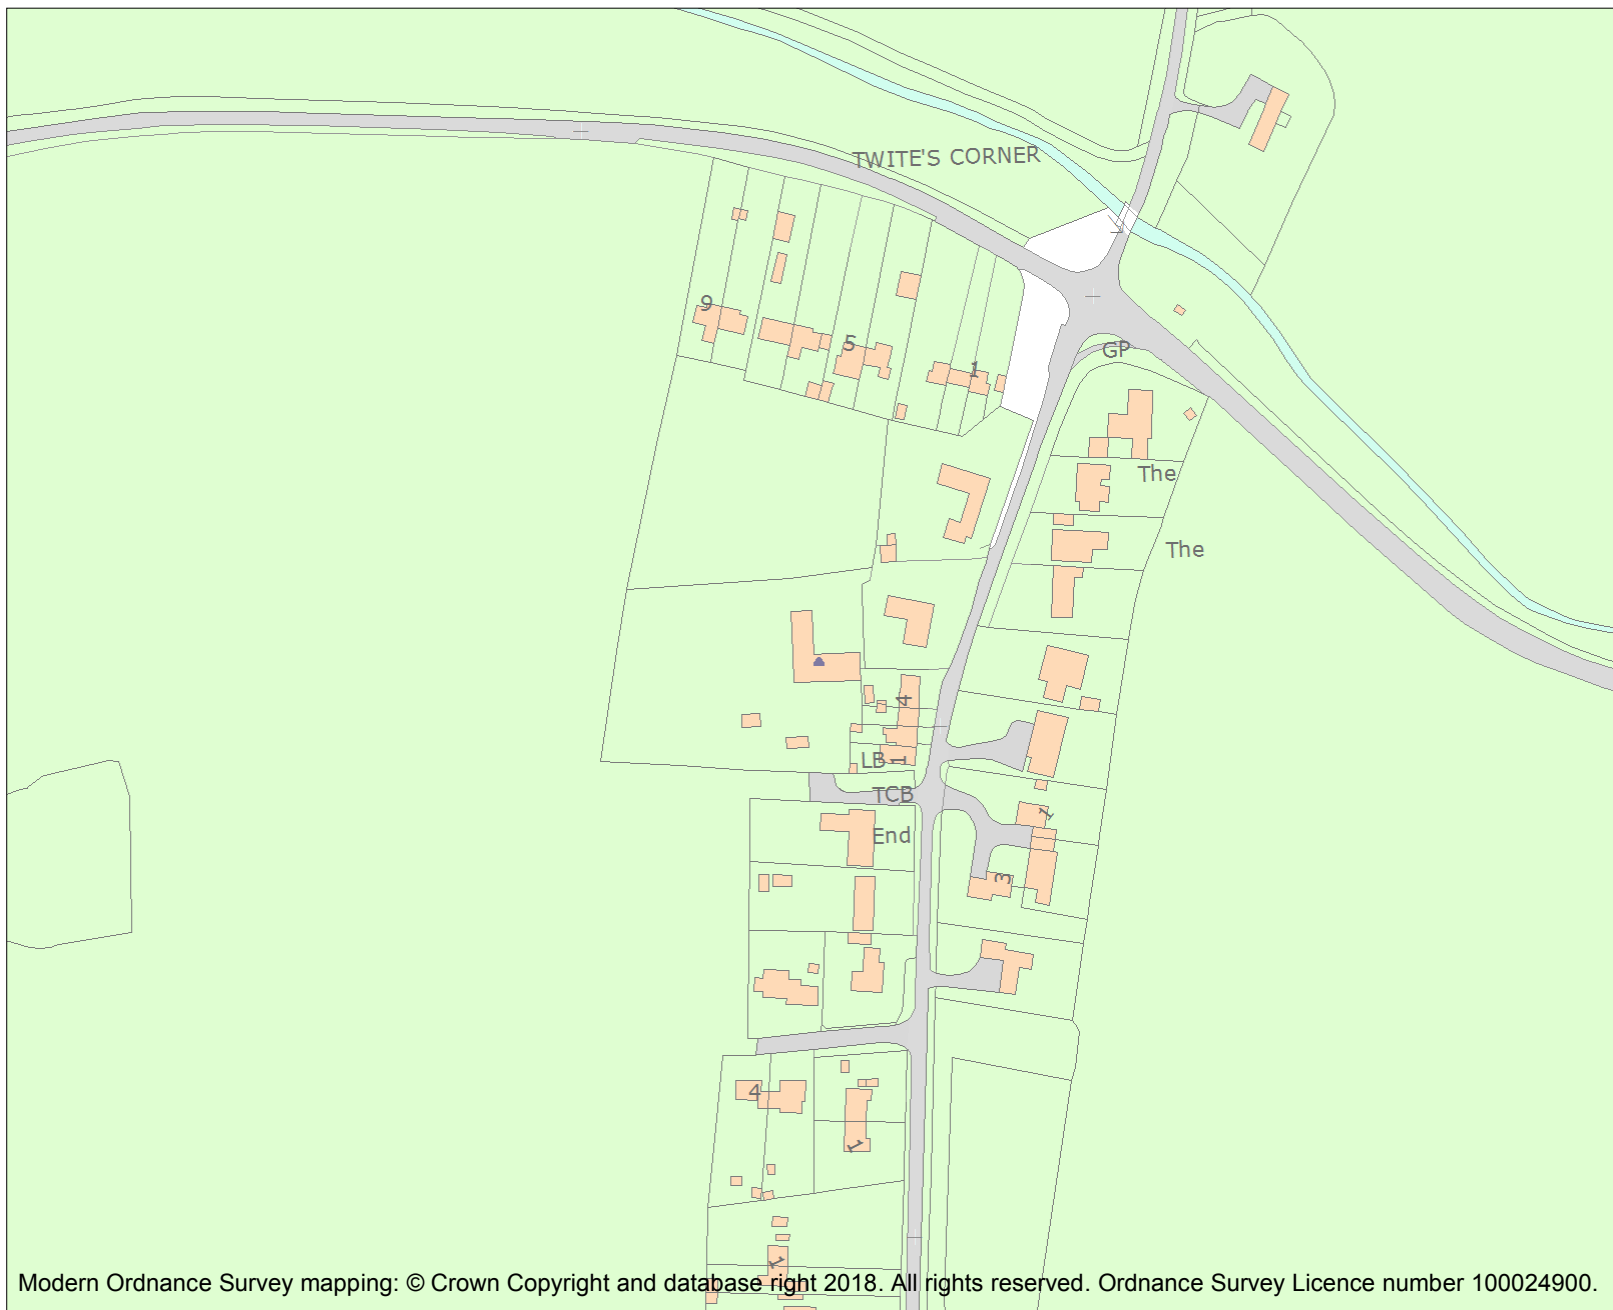 TWITE'S CORNER
9
5
1
GP
The
The
4
LB 1
TCB
1
End
3
4
1
1
Modern Ordnance Survey mapping: © Crown Copyright and database right 2018. All rights reserved. Ordnance Survey Licence number 100024900.